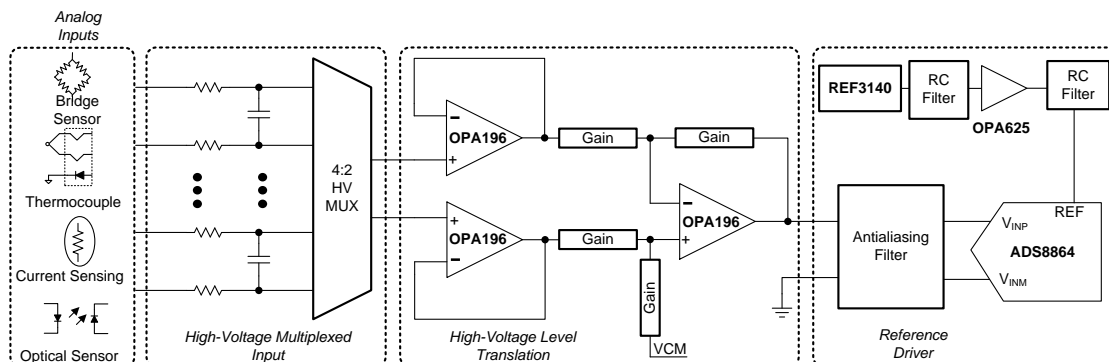 Analog
Inputs
Bridge
Sensor
Thermocouple
Current Sensing
Optical Sensor
4:2
HV
MUX
High-Voltage Multiplexed
Input
OPA196
+
OPA196
+
Gain
Gain
Gain
Gain
OPA196
+
VCM
High-Voltage Level
Translation
REF3140
RC
Filter
OPA625
RC
Filter
Antialiasing
Filter
REF
VINP
ADS8864
VINM
Reference
Driver